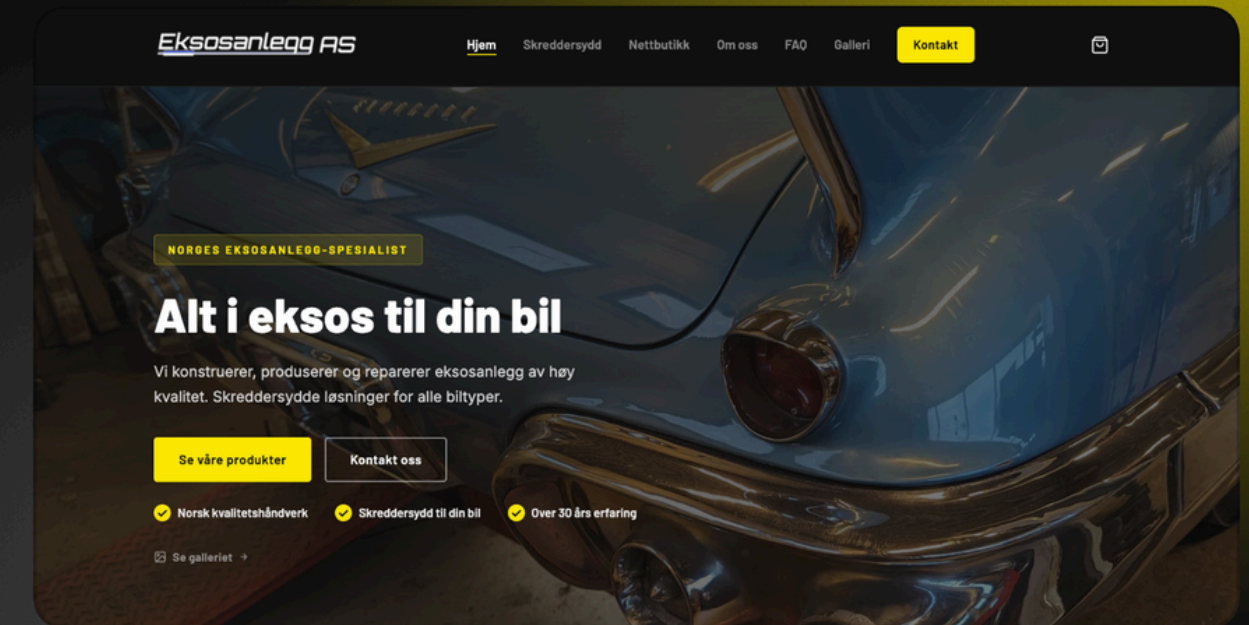 Eksosanlegg AS
Hjem
Skreddersydd
Nettbutikk
Om oss
FAQ
Galleri
Kontakt
NORGES EKSOSANLEGG-SPESIALIST
Alt i eksos til din bil
Vi konstruerer, produserer og reparerer eksosanlegg av høy
kvalitet. Skreddersydde løsninger for alle biltyper.
Se våre produkter
Kontakt oss
Norsk kvalitetshåndverk
Skreddersydd til din bil
Over 30 års erfaring
Se galleriet →